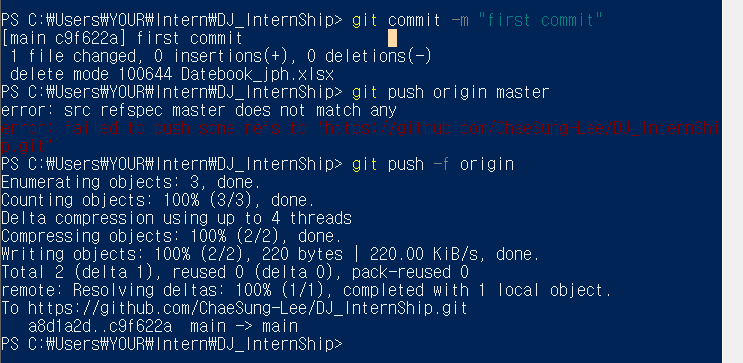 PS C:₩Users₩YOUR₩Intern₩DJ_InternShip> git commit -m "first commit"
[main c9f622a] first commit
 1 file changed, 0 insertions(+), 0 deletions(-)
 delete mode 100644 Datebook_jph.xlsx
PS C:₩Users₩YOUR₩Intern₩DJ_InternShip> git push origin master
error: src refspec master does not match any
error: failed to push some refs to 'https://github.com/ChaeSung-Lee/DJ_InternShi
p.git'
PS C:₩Users₩YOUR₩Intern₩DJ_InternShip> git push -f origin
Enumerating objects: 3, done.
Counting objects: 100% (3/3), done.
Delta compression using up to 4 threads
Compressing objects: 100% (2/2), done.
Writing objects: 100% (2/2), 220 bytes | 220.00 KiB/s, done.
Total 2 (delta 1), reused 0 (delta 0), pack-reused 0
remote: Resolving deltas: 100% (1/1), completed with 1 local object.
To https://github.com/ChaeSung-Lee/DJ_InternShip.git
   a8d1a2d..c9f622a  main -> main
PS C:₩Users₩YOUR₩Intern₩DJ_InternShip>